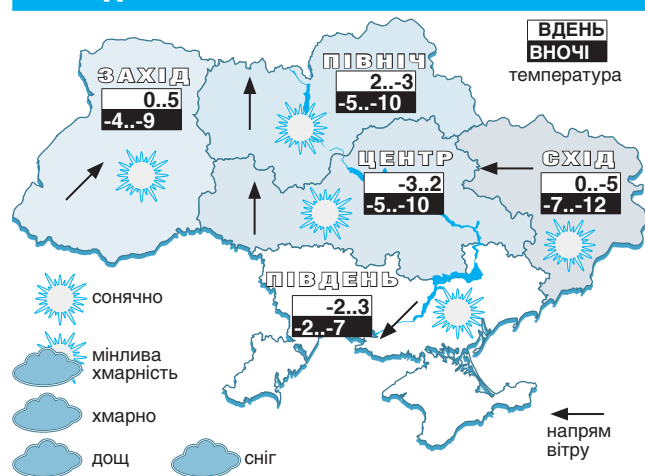 ВДЕНЬ
ВНОЧІ
температура
ЗАХІД
0..5
-4..-9
ПІВНІЧ
2..-3
-5..-10
ЦЕНТР
-3..2
-5..-10
СХІД
0..-5
-7..-12
ПІВДЕНЬ
-2..3
-2..-7
сонячно
мінлива
хмарність
хмарно
дощ
сніг
напрям
вітру